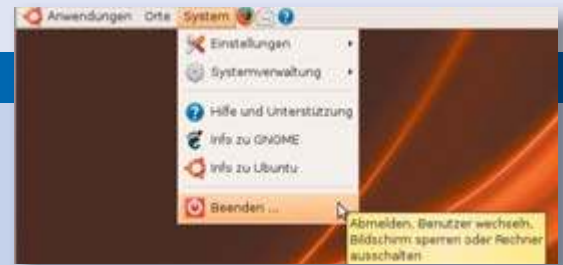 Anwendungen Orte System
Einstellungen
Systemverwaltung
Hilfe und Unterstützung
Info zu GNOME
Info zu Ubuntu
Beenden ...
Abmelden, Benutzer wechseln,
Bildschirm sperren oder Rechner
ausschalten